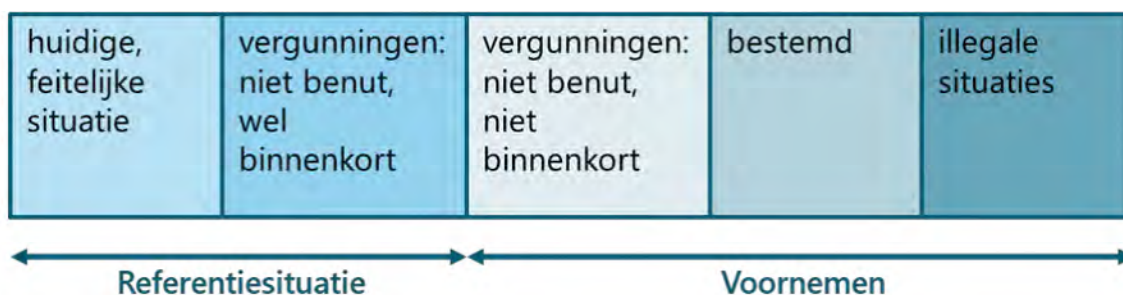 huidige,
feitelijke
situatie
vergunningen:
niet benut,
wel
binnenkort
vergunningen:
niet benut,
niet
binnenkort
bestemd
illegale
situaties
Referentiesituatie
Voornemen